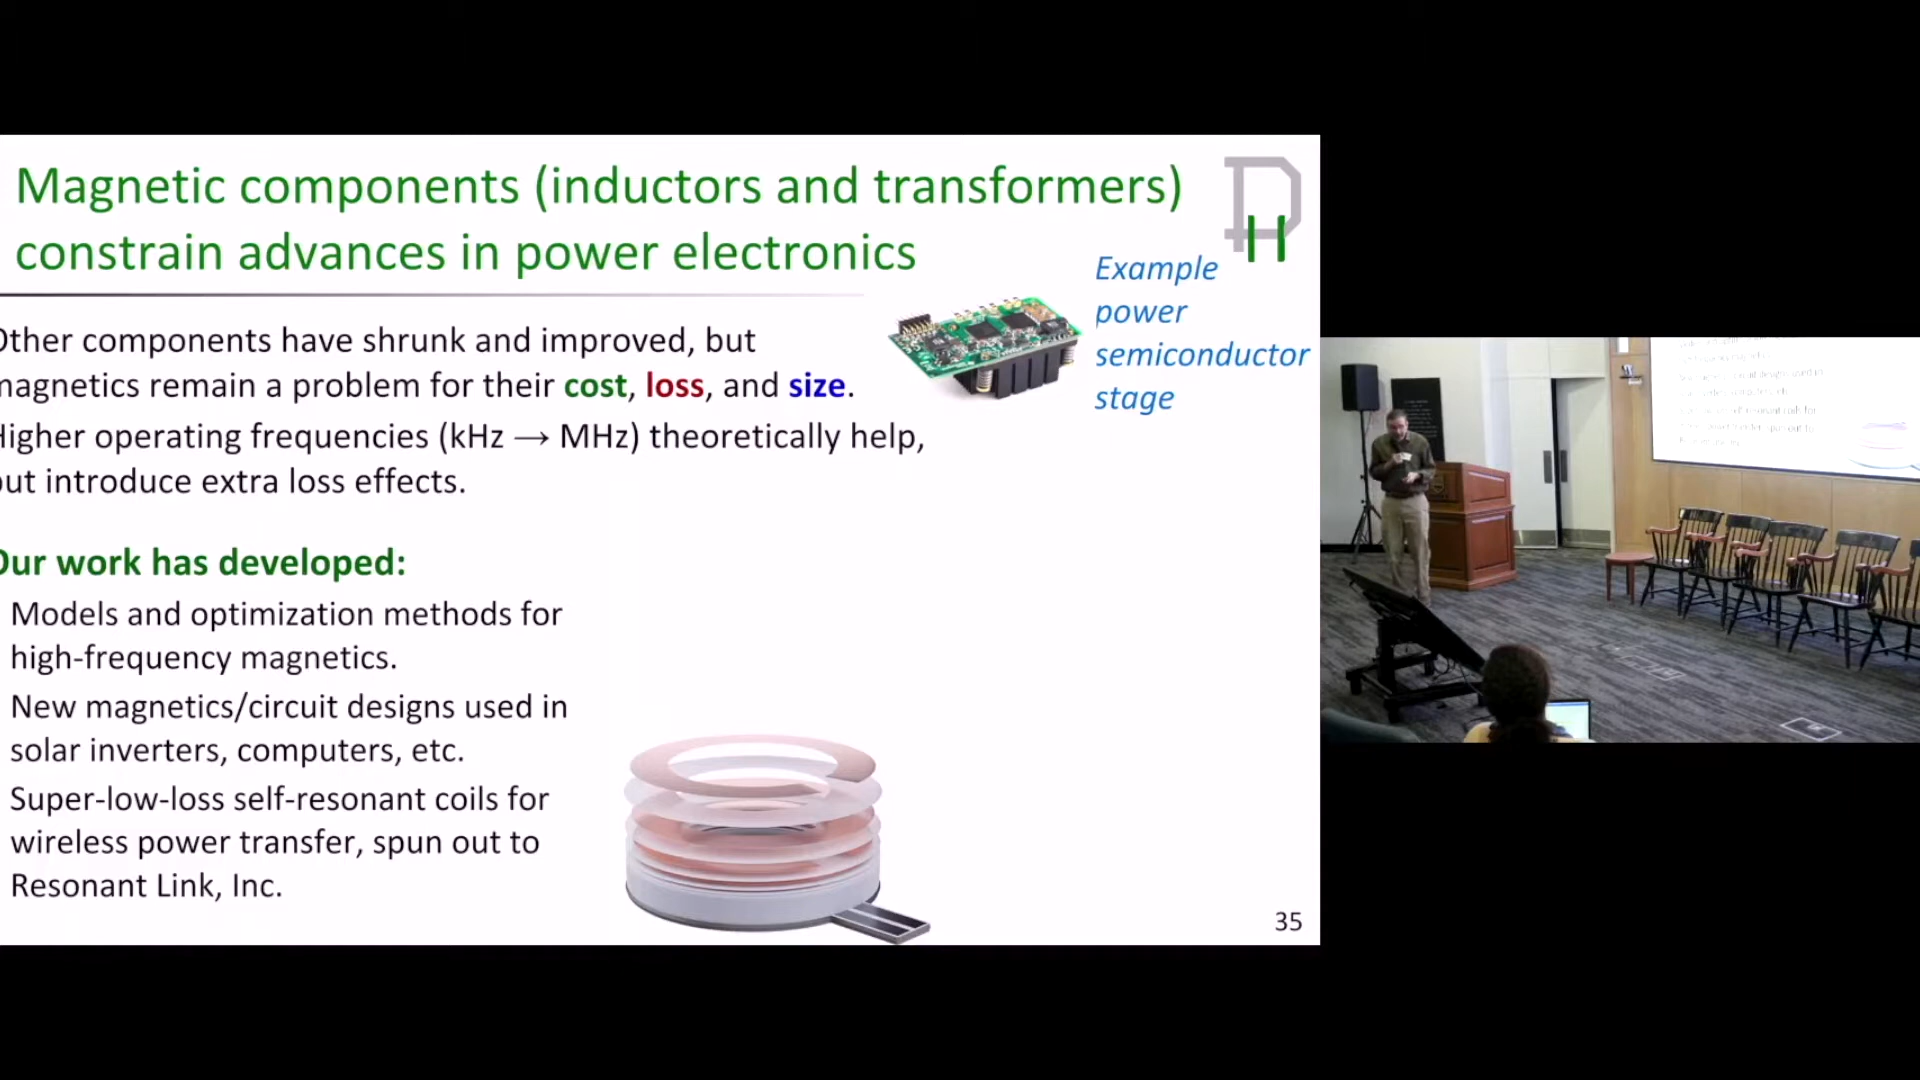 Magnetic components (inductors and transformers)
constrain advances in power electronics
Example
power
semiconductor
stage
Other components have shrunk and improved, but
magnetics remain a problem for their cost, loss, and size.
Higher operating frequencies (kHz → MHz) theoretically help,
but introduce extra loss effects.
Our work has developed:
Models and optimization methods for
high-frequency magnetics.
New magnetics/circuit designs used in
solar inverters, computers, etc.
Super-low-loss self-resonant coils for
wireless power transfer, spun out to
Resonant Link, Inc.
35